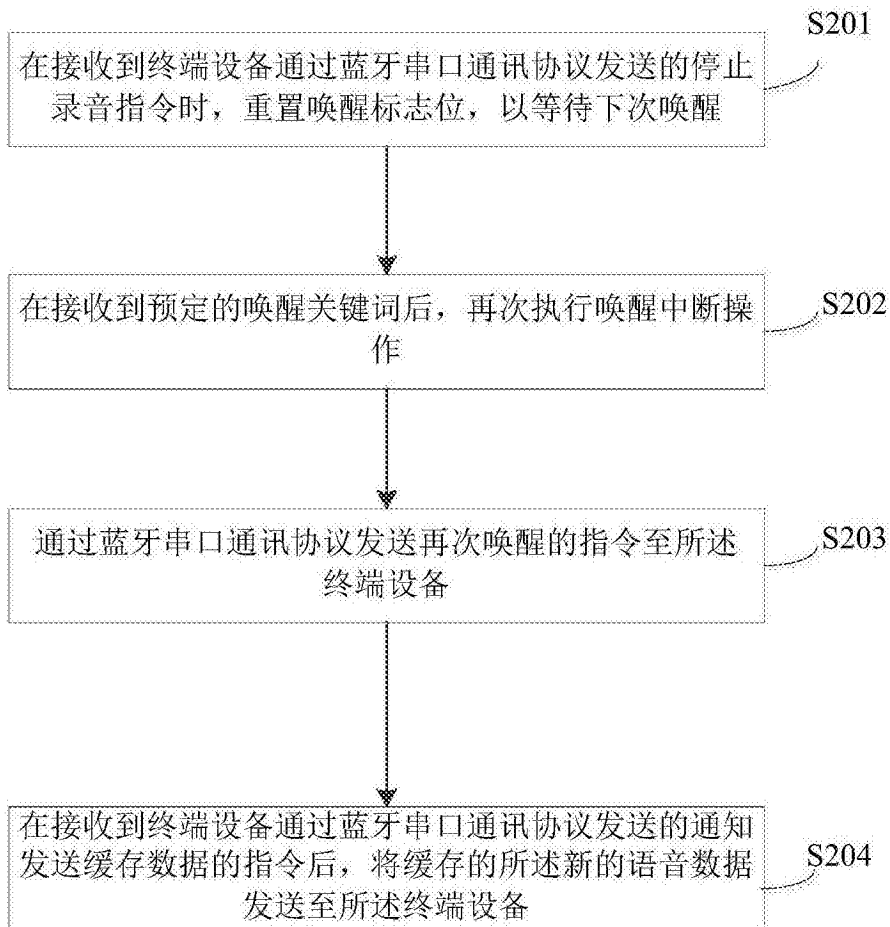 S201
在接收到终端设备通过蓝牙串口通讯协议发送的停止
录音指令时，重置唤醒标志位，以等待下次唤醒
S202
在接收到预定的唤醒关键词后，再次执行唤醒中断操
作
S203
通过蓝牙串口通讯协议发送再次唤醒的指令至所述
终端设备
S204
在接收到终端设备通过蓝牙串口通讯协议发送的通知
发送缓存数据的指令后，将缓存的所述新的语音数据
发送至所述终端设备